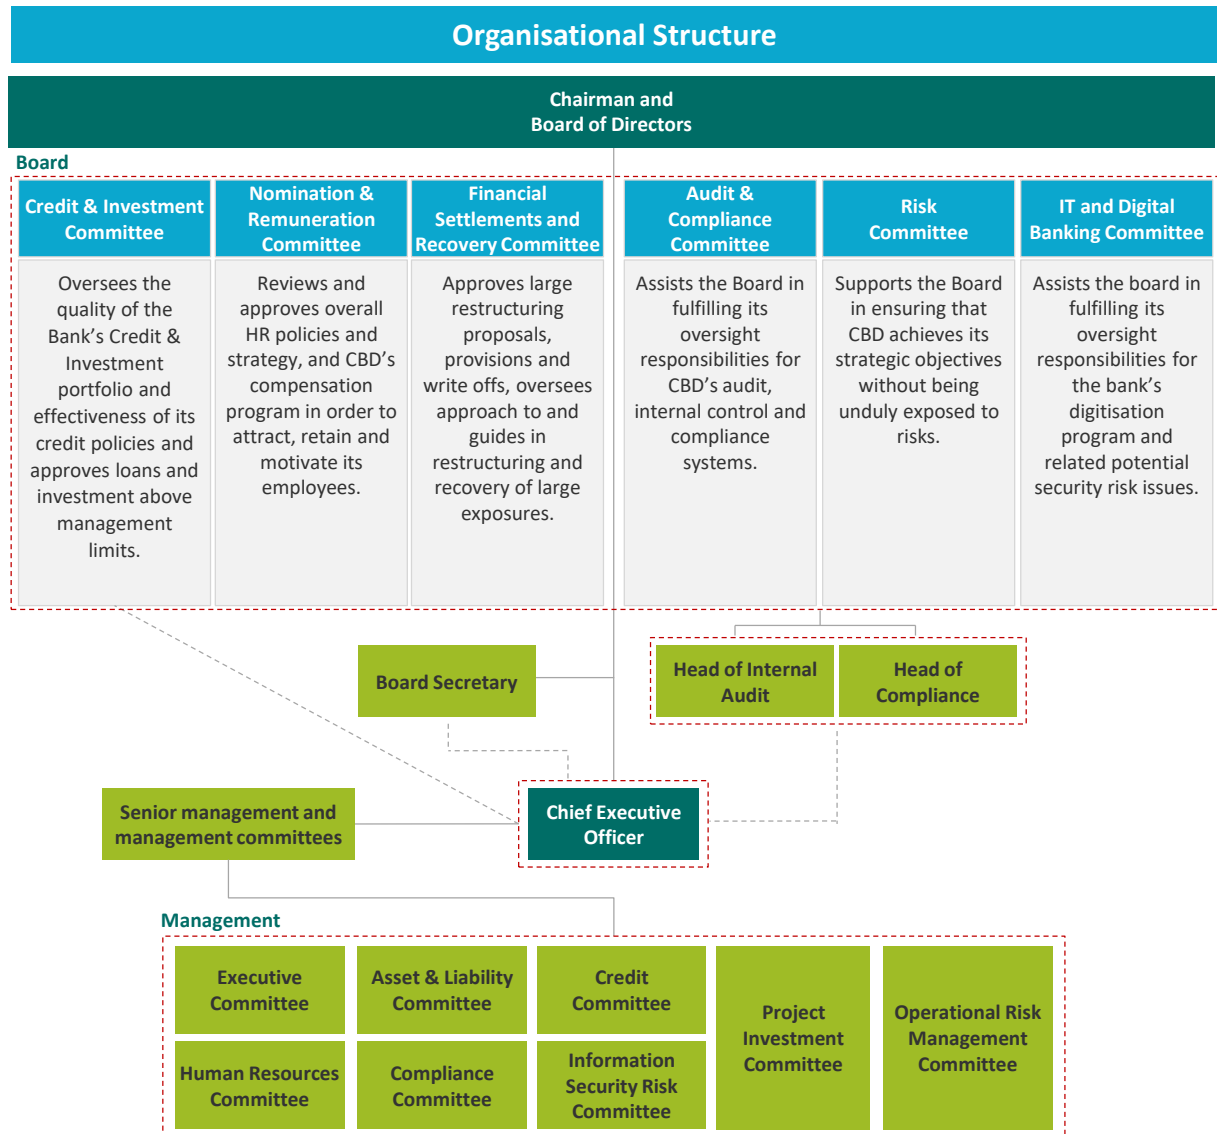 Organisational Structure
Chairman and
Board of Directors
Board
Credit & Investment
Committee
Nomination &
Remuneration
Committee
Financial
Settlements and
Recovery Committee
Audit &
Compliance
Committee
Risk
Committee
IT and Digital
Banking Committee
Oversees the
quality of the
Bank's Credit &
Investment
portfolio and
effectiveness of its
credit policies and
approves loans and
investment above
management
limits.
Reviews and
approves overall
HR policies and
strategy, and CBD's
compensation
program in order to
attract, retain and
motivate its
employees.
Approves large
restructuring
proposals,
provisions and
write offs, oversees
approach to and
guides in
restructuring and
recovery of large
exposures.
Assists the Board in
fulfilling its
oversight
responsibilities for
CBD's audit,
internal control and
compliance
systems.
Supports the Board
in ensuring that
CBD achieves its
strategic objectives
without being
unduly exposed to
risks.
Assists the board in
fulfilling its
oversight
responsibilities for
the bank's
digitisation
program and
related potential
security risk issues.
Board Secretary
Head of Internal
Audit
Head of
Compliance
Senior management and
management committees
Chief Executive
Officer
Management
Executive
Committee
Asset & Liability
Committee
Credit
Committee
Project
Investment
Committee
Operational Risk
Management
Committee
Human Resources
Committee
Compliance
Committee
Information
Security Risk
Committee